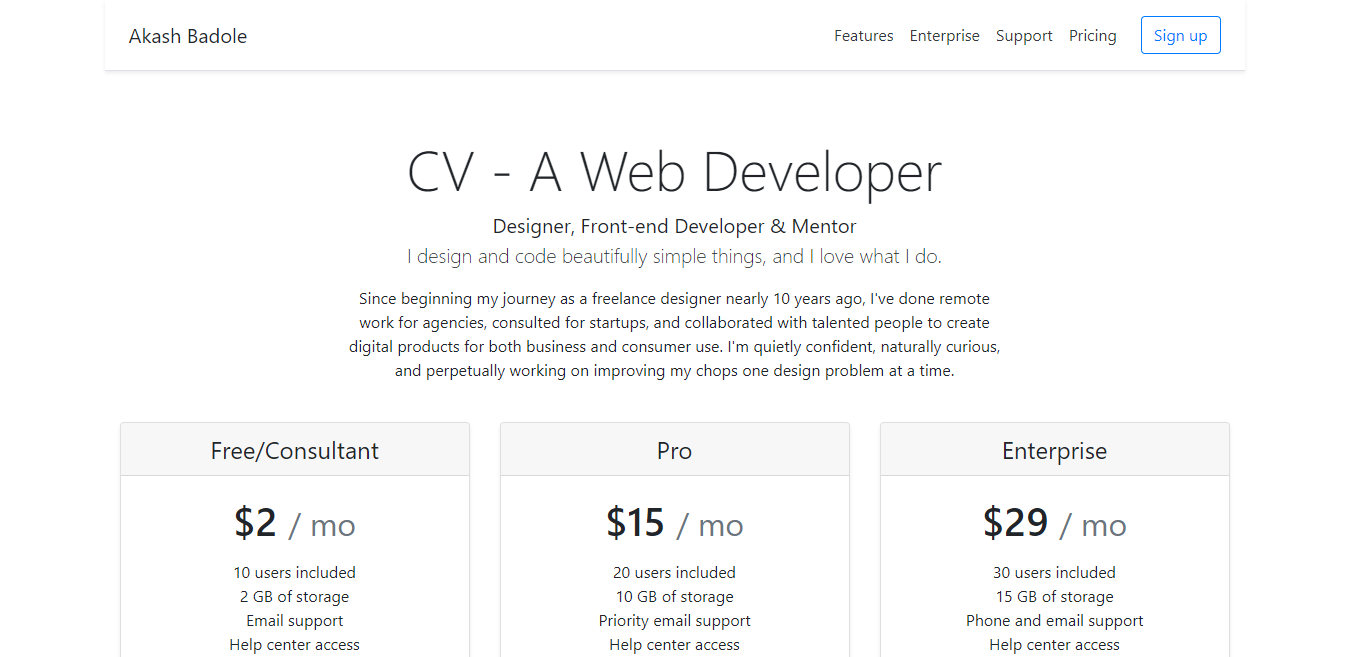 Akash Badole
Features Enterprise Support Pricing Sign up
CV - A Web Developer
Designer, Front-end Developer & Mentor
I design and code beautifully simple things, and I love what I do.
Since beginning my journey as a freelance designer nearly 10 years ago, I've done remote
work for agencies, consulted for startups, and collaborated with talented people to create
digital products for both business and consumer use. I'm quietly confident, naturally curious,
and perpetually working on improving my chops one design problem at a time.
Free/Consultant
$2 / mo
10 users included
2 GB of storage
Email support
Help center access
Pro
$15 / mo
20 users included
10 GB of storage
Priority email support
Help center access
Enterprise
$29 / mo
30 users included
15 GB of storage
Phone and email support
Help center access